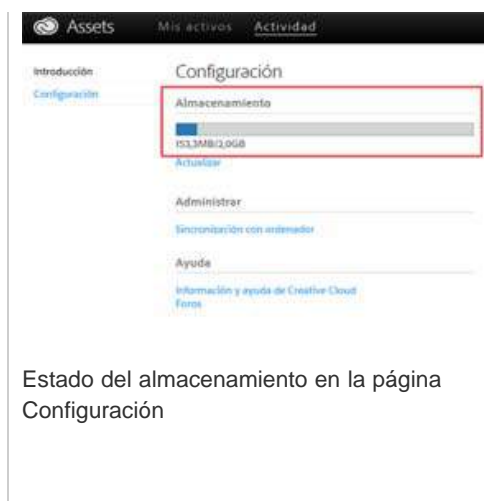 Assets Mis activos Actividad
Introducción
Configuración
Configuración
Almacenamiento
153,3MB/2,0GB
Actualizar
Administrar
Sincronización con ordenador
Ayuda
Información y ayuda de Creative Cloud
Foros
Estado del almacenamiento en la página
Configuración